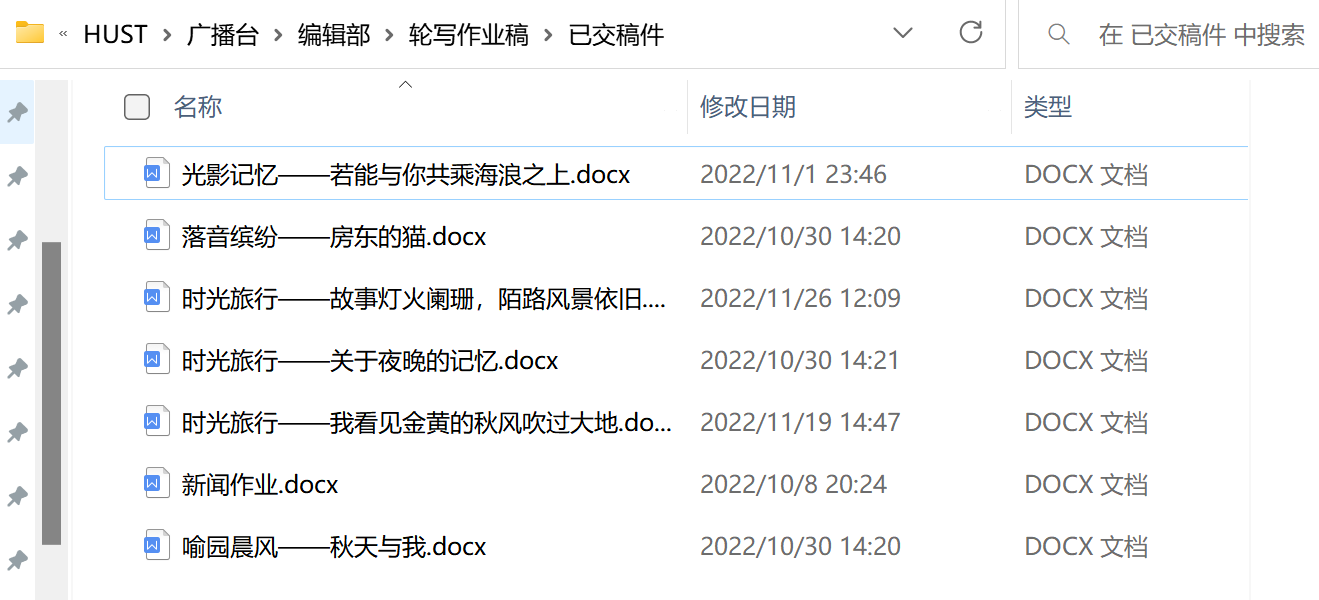 « HUST › 广播台 › 编辑部 › 轮写作业稿 › 已交稿件 在 已交稿件 中搜索
名称 修改日期 类型
光影记忆——若能与你共乘海浪之上.docx 2022/11/1 23:46 DOCX 文档
落音缤纷——房东的猫.docx 2022/10/30 14:20 DOCX 文档
时光旅行——故事灯火阑珊，陌路风景依旧.... 2022/11/26 12:09 DOCX 文档
时光旅行——关于夜晚的记忆.docx 2022/10/30 14:21 DOCX 文档
时光旅行——我看见金黄的秋风吹过大地.do... 2022/11/19 14:47 DOCX 文档
新闻作业.docx 2022/10/8 20:24 DOCX 文档
喻园晨风——秋天与我.docx 2022/10/30 14:20 DOCX 文档